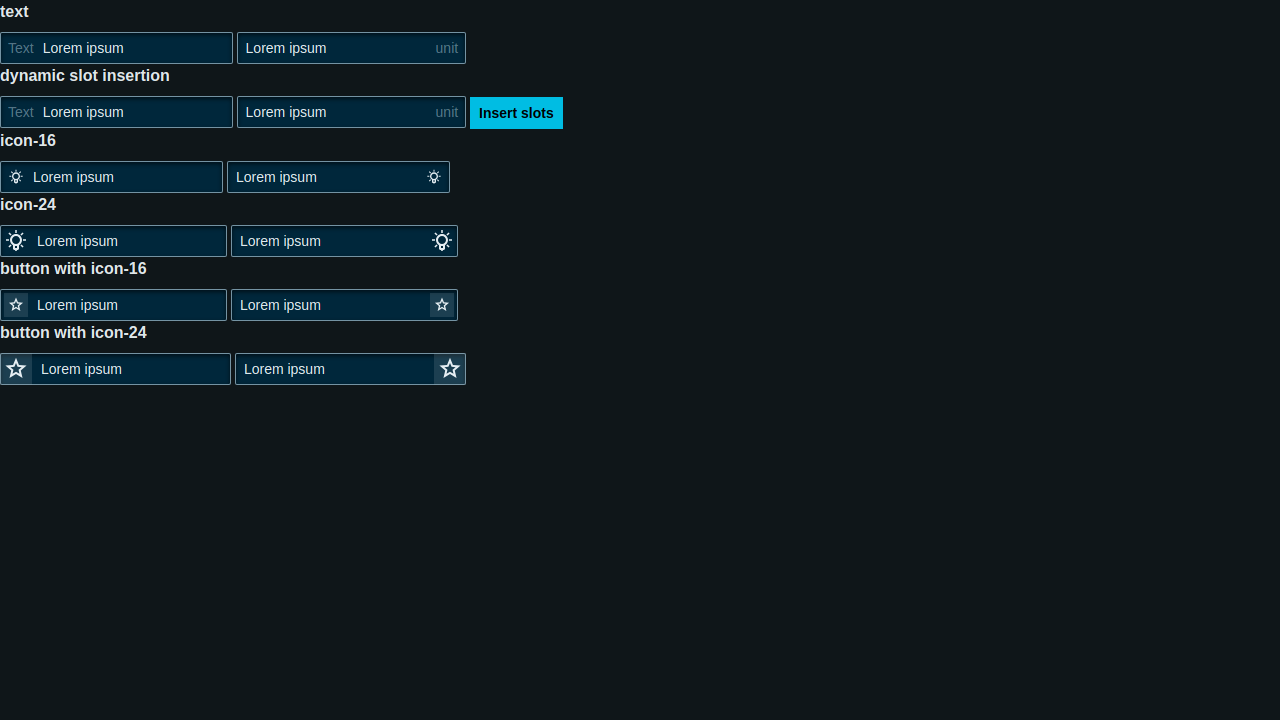 text
Text Lorem ipsum Lorem ipsum unit
dynamic slot insertion
Text Lorem ipsum Lorem ipsum unit Insert slots
icon-16
Lorem ipsum Lorem ipsum
icon-24
Lorem ipsum Lorem ipsum
button with icon-16
Lorem ipsum Lorem ipsum
button with icon-24
Lorem ipsum Lorem ipsum